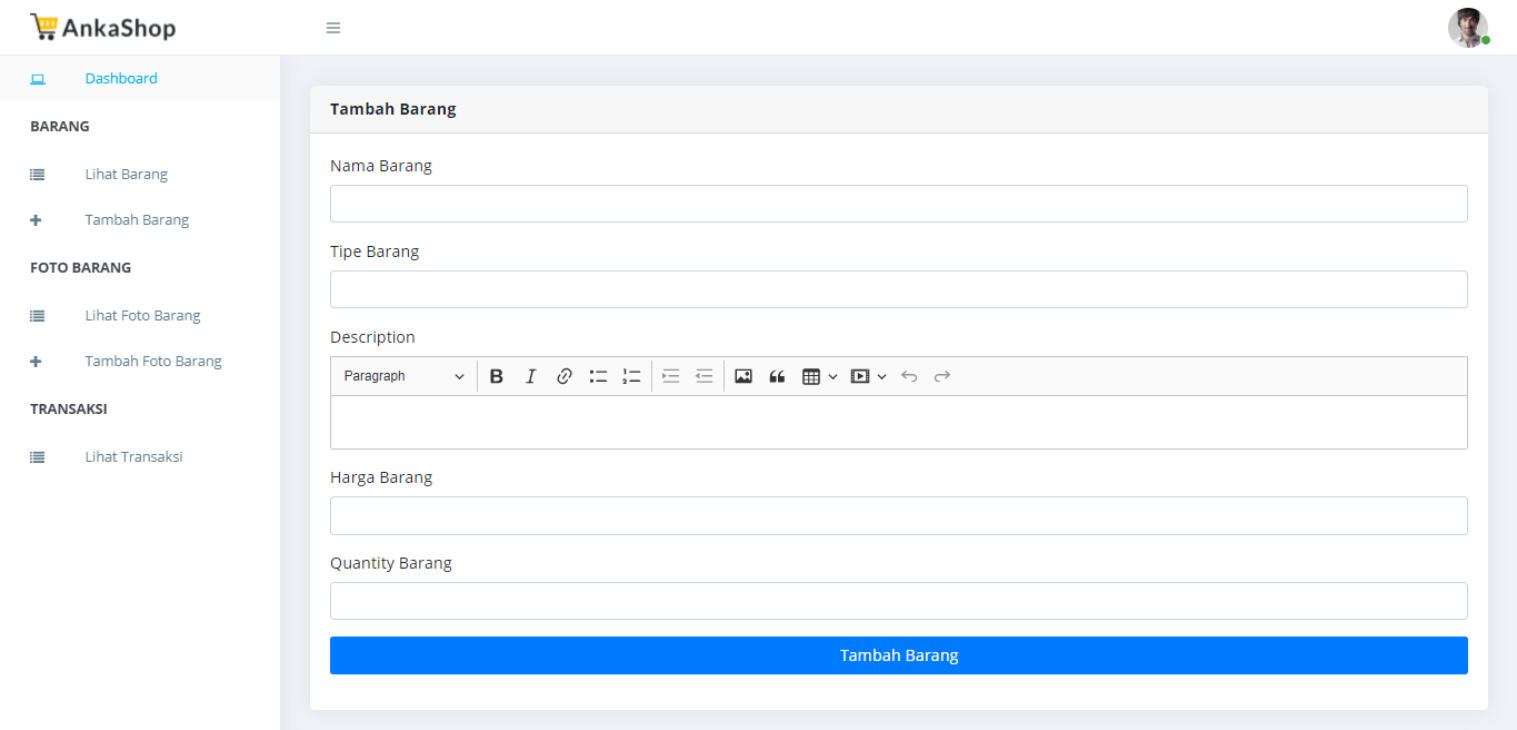 AnkaShop
Dashboard
BARANG
Lihat Barang
Tambah Barang
FOTO BARANG
Lihat Foto Barang
Tambah Foto Barang
TRANSAKSI
Lihat Transaksi
Tambah Barang
Nama Barang
Tipe Barang
Description
Paragraph
Harga Barang
Quantity Barang
Tambah Barang